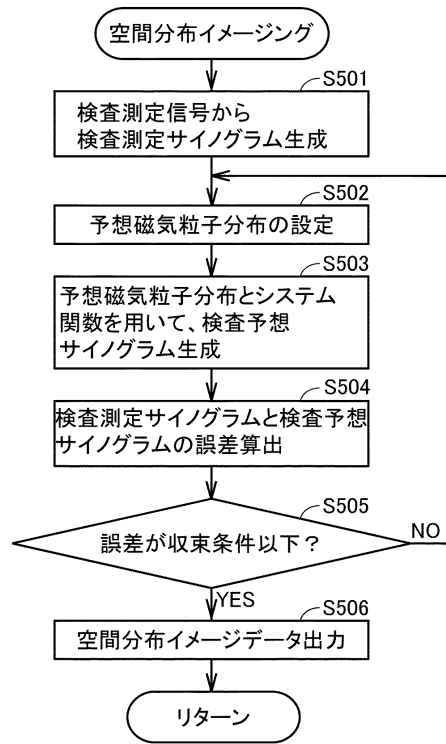 空間分布イメージング
S501
検査測定信号から
検査測定サイノグラム生成
S502
予想磁気粒子分布の設定
S503
予想磁気粒子分布とシステム
関数を用いて、検査予想
サイノグラム生成
S504
検査測定サイノグラムと検査予想
サイノグラムの誤差算出
S505
誤差が収束条件以下？
NO
YES
S506
空間分布イメージデータ出力
リターン